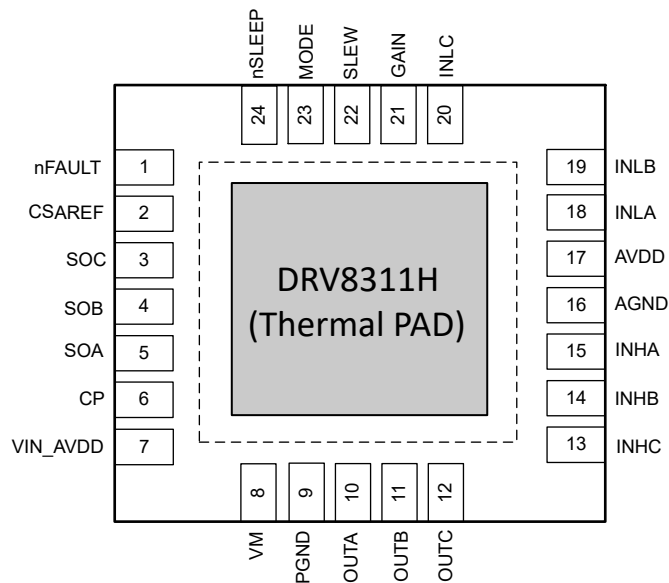 nSLEEP
MODE
SLEW
GAIN
INLC
24
23
22
21
20
nFAULT 1
CSAREF 2
SOC 3
SOB 4
SOA 5
CP 6
VIN_AVDD 7
DRV8311H
(Thermal PAD)
19 INLB
18 INLA
17 AVDD
16 AGND
15 INHA
14 INHB
13 INHC
8
9
10
11
12
VM
PGND
OUTA
OUTB
OUTC